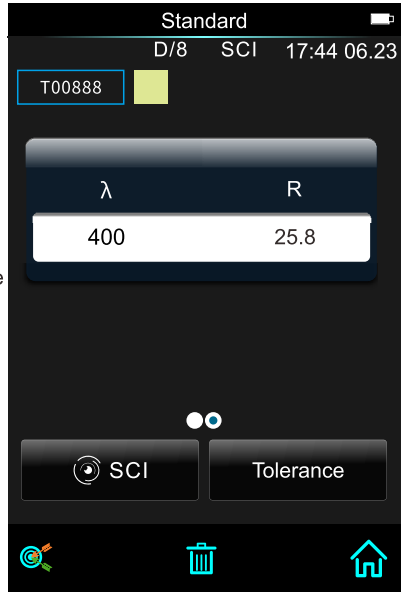 Standard
D/8 SCI 17:44 06.23
T00888
λ R
400 25.8
e
SCI Tolerance